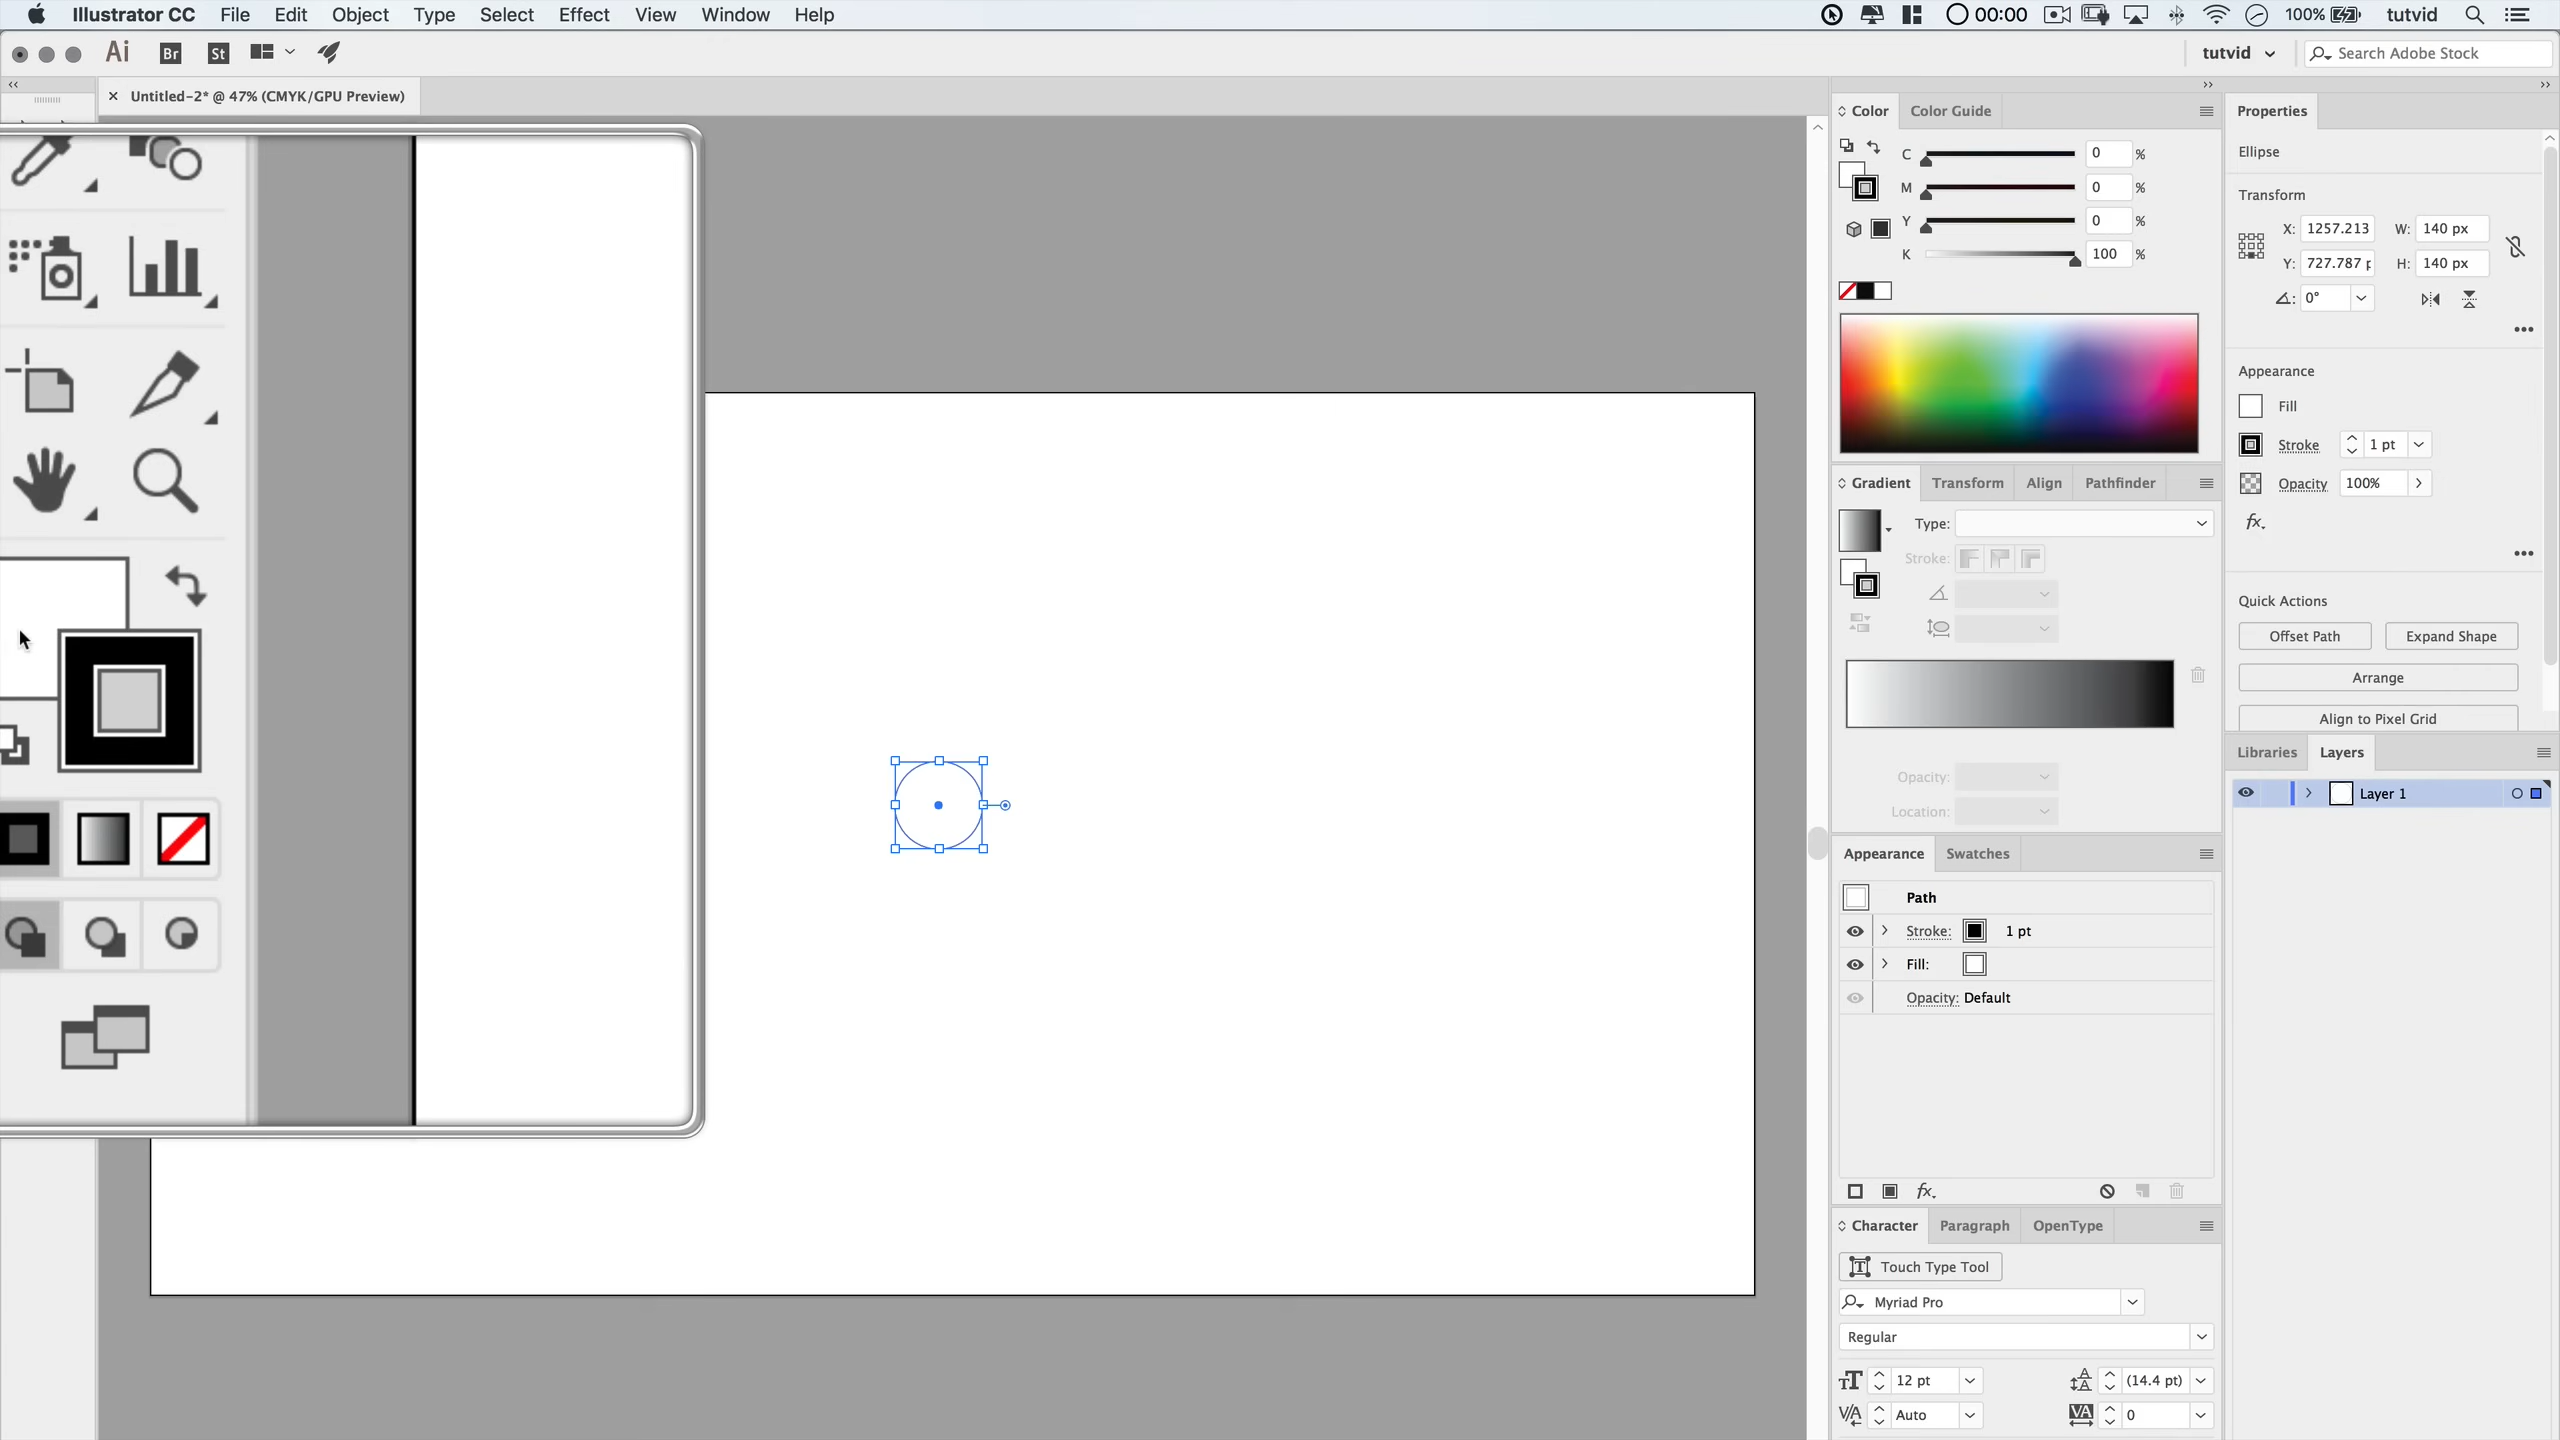 Illustrator CC File Edit Object Type Select Effect View Window Help 00:00 100% tutvid
Ai Br St tutvid Search Adobe Stock
Untitled-2* @ 47% (CMYK/GPU Preview)
Color Color Guide
C 0 %
M 0 %
Y 0 %
K 100 %
Gradient Transform Align Pathfinder
Type:
Stroke:
Opacity:
Location:
Appearance Swatches
Path
Stroke: 1 pt
Fill:
Opacity: Default
fx.
Character Paragraph OpenType
Touch Type Tool
Myriad Pro
Regular
12 pt (14.4 pt)
Auto 0
Properties
Ellipse
Transform
X: 1257.213 W: 140 px
Y: 727.787 p H: 140 px
0°
Appearance
Fill
Stroke 1 pt
Opacity 100%
fx.
Quick Actions
Offset Path Expand Shape
Arrange
Align to Pixel Grid
Libraries Layers
Layer 1